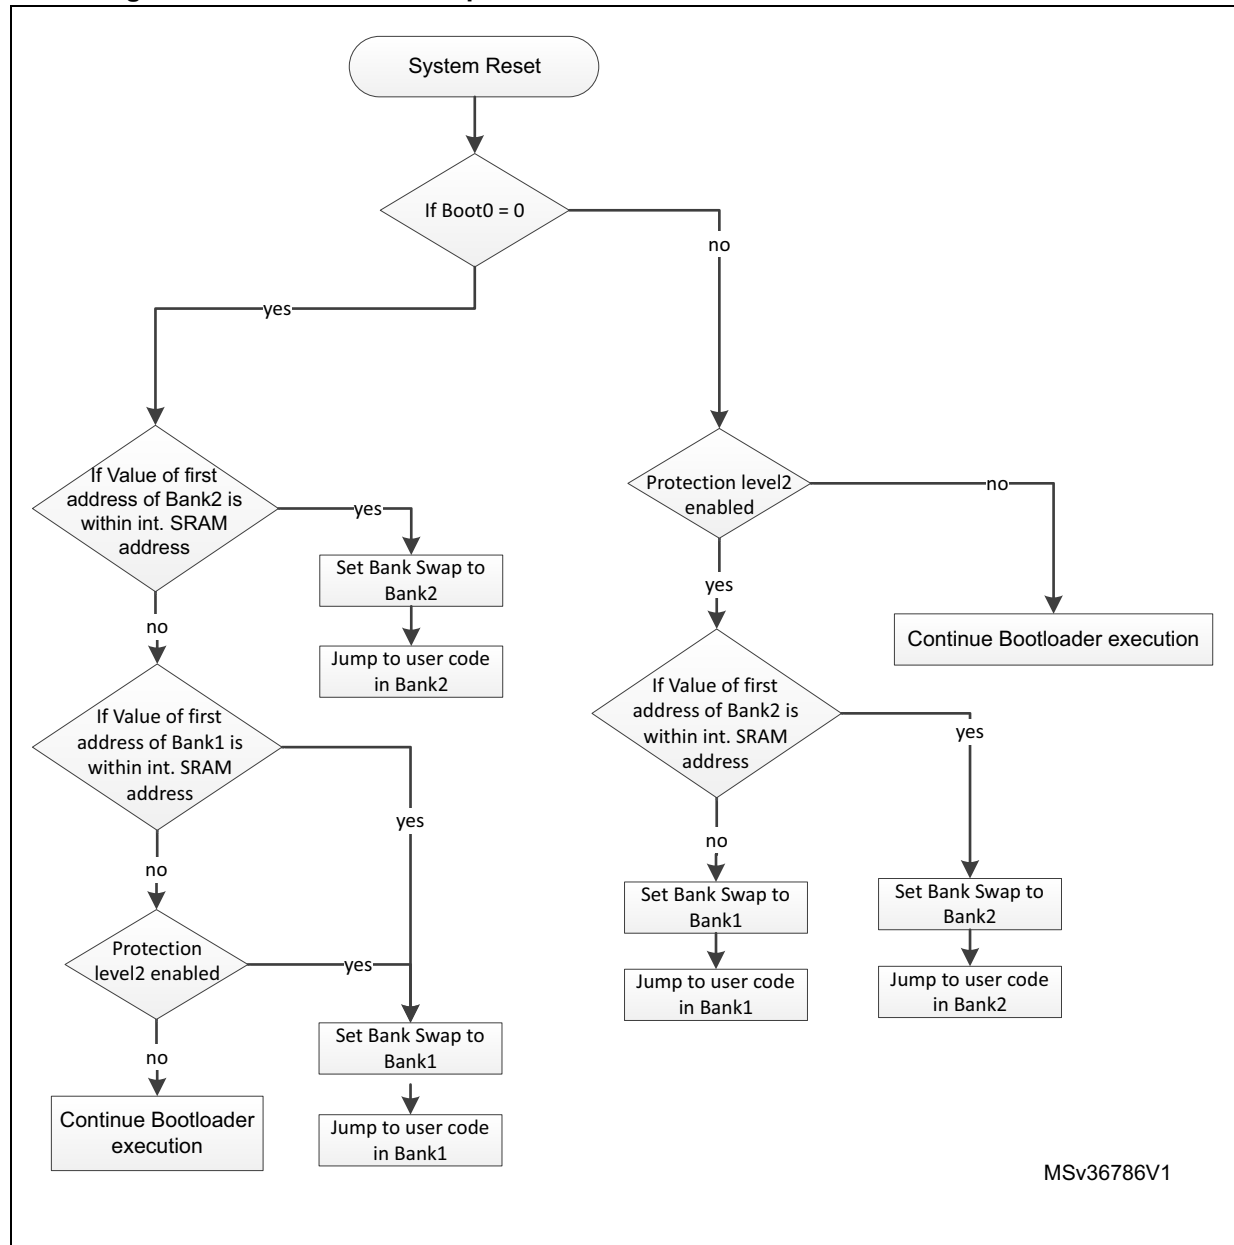 System Reset
If Boot0 = 0
no
yes
If Value of first
address of Bank2 is
within int. SRAM
address
yes
Set Bank Swap to
Bank2
Jump to user code
in Bank2
no
If Value of first
address of Bank1 is
within int. SRAM
address
yes
no
Protection
level2 enabled
yes
Set Bank Swap to
Bank1
Jump to user code
in Bank1
no
Continue Bootloader
execution
Protection level2
enabled
no
Continue Bootloader execution
yes
If Value of first
address of Bank2 is
within int. SRAM
address
yes
no
Set Bank Swap to
Bank1
Jump to user code
in Bank1
Set Bank Swap to
Bank2
Jump to user code
in Bank2
MSv36786V1